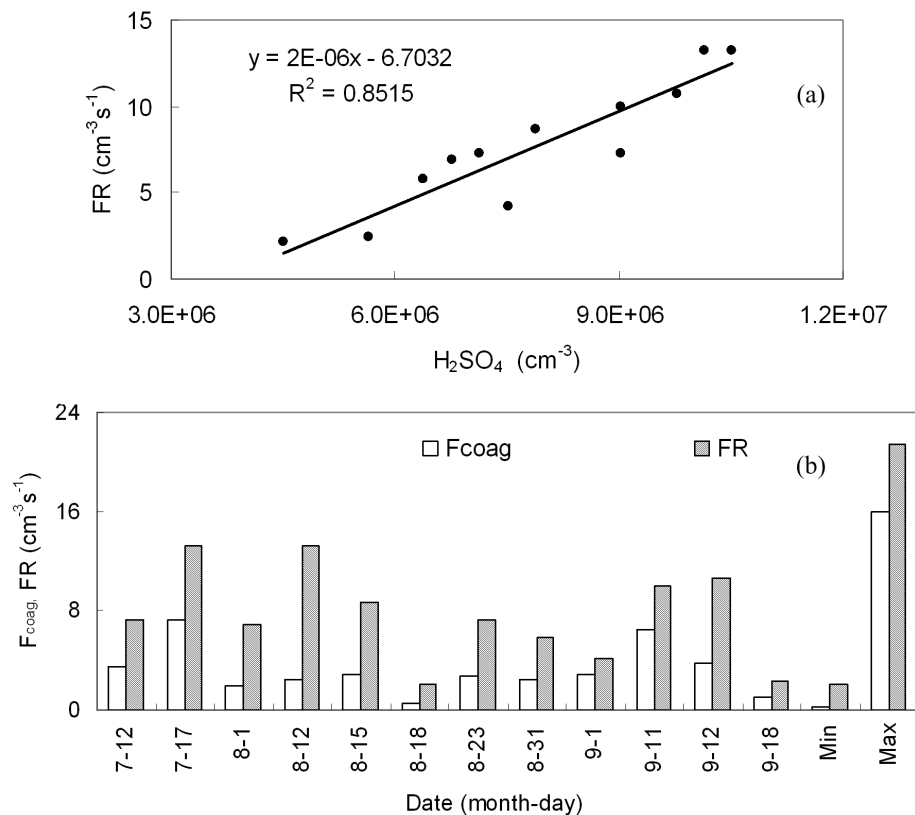 15
10
5
0
FR (cm⁻³s⁻¹)
y = 2E-06x - 6.7032
R² = 0.8515
(a)
3.0E+06 6.0E+06 9.0E+06 1.2E+07
H₂SO₄ (cm⁻³)
24
16
8
0
Fcoag, FR (cm⁻³s⁻¹)
Fcoag FR
(b)
7-12 7-17 8-1 8-12 8-15 8-18 8-23 8-31 9-1 9-11 9-12 9-18 Min Max
Date (month-day)